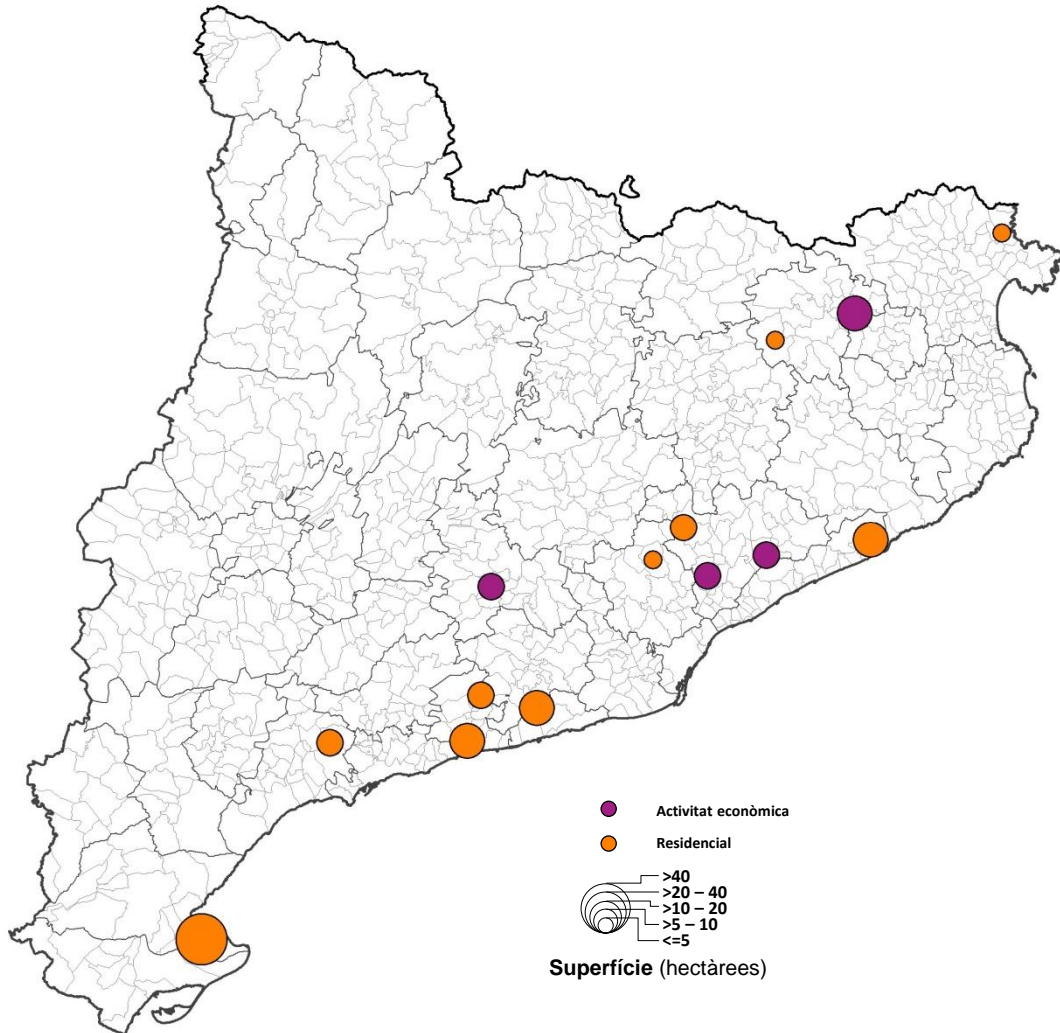 Activitat econòmica
Residencial
>40
>20 – 40
>10 – 20
>5 – 10
<=5
Superfície (hectàrees)